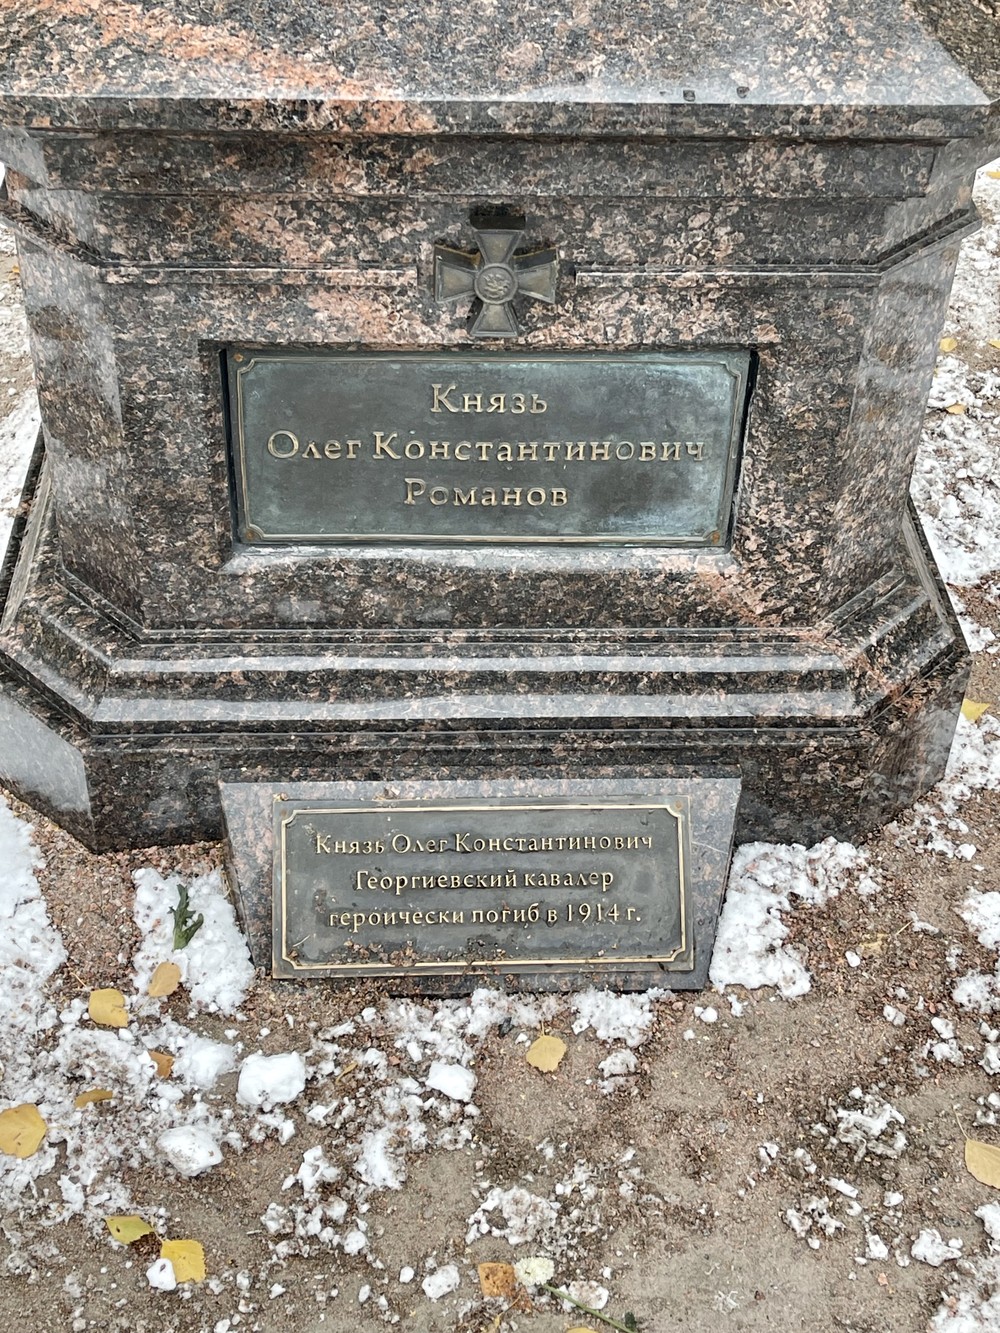 Князь
Олег Константинович
Романов
Князь Олег Константинович
Георгиевский кавалер
героически погиб в 1914 г.